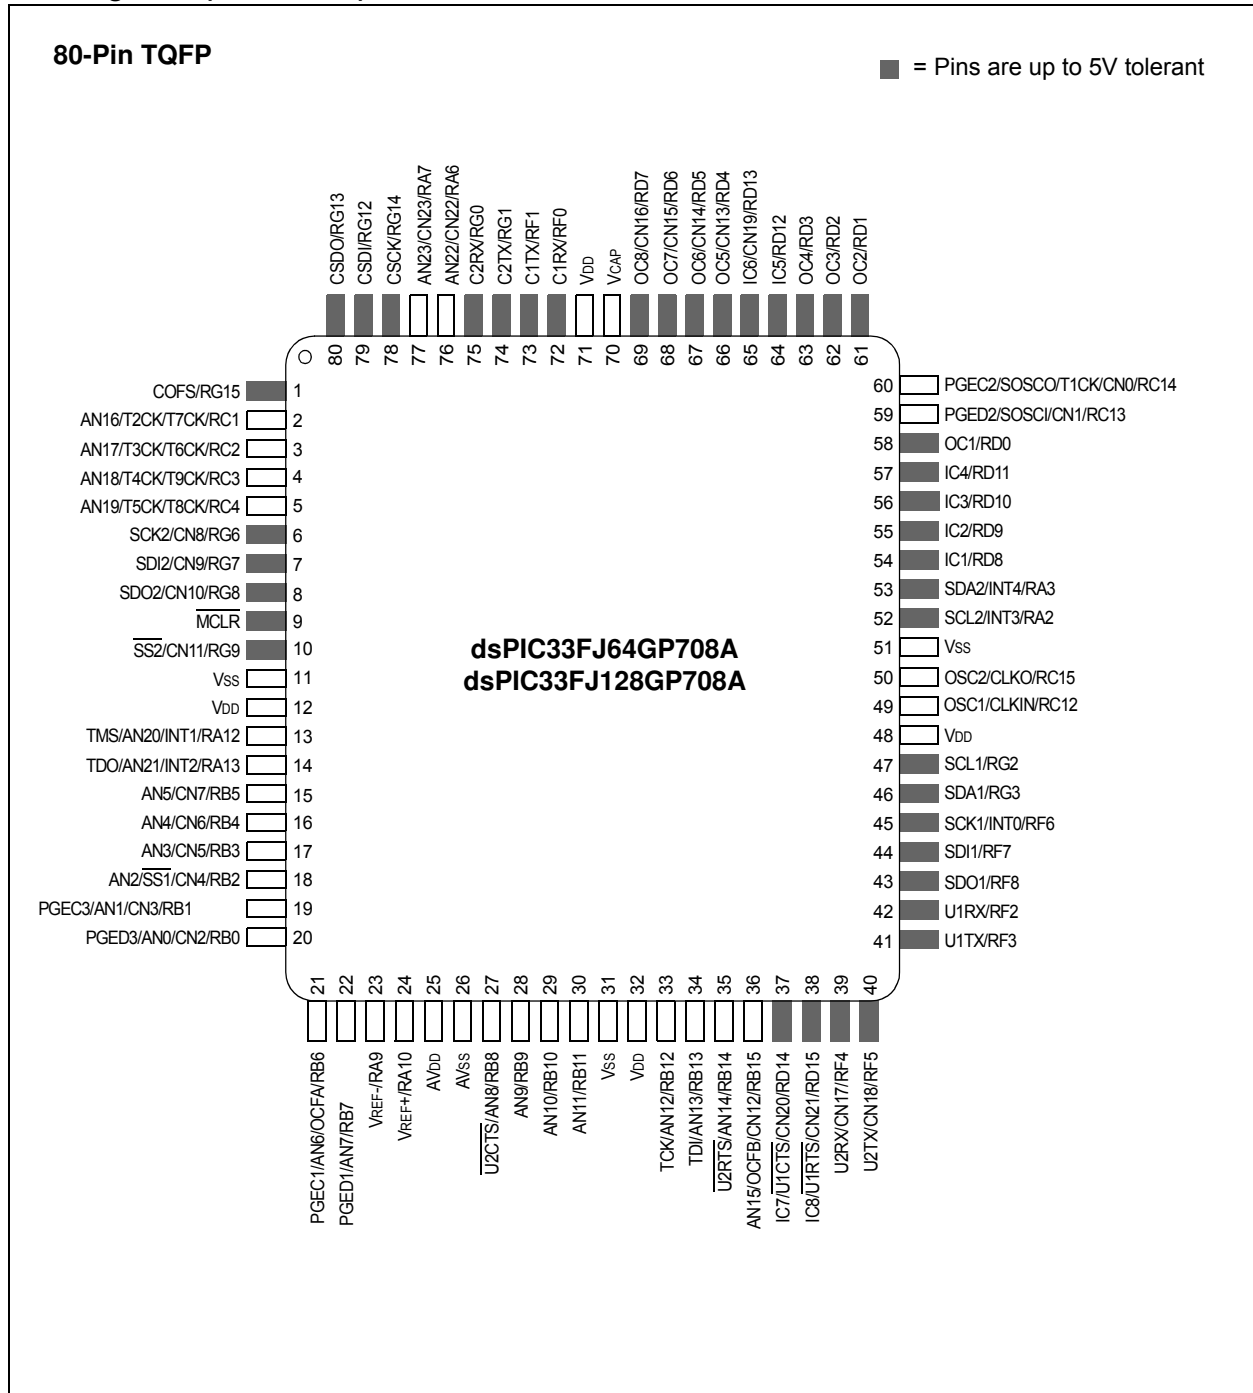 80-Pin TQFP
= Pins are up to 5V tolerant
CSDO/RG13
CSDI/RG12
CSCK/RG14
AN23/CN23/RA7
AN22/CN22/RA6
C2RX/RG0
C2TX/RG1
C1TX/RF1
C1RX/RF0
VDD
VCAP
OC8/CN16/RD7
OC7/CN15/RD6
OC6/CN14/RD5
OC5/CN13/RD4
IC6/CN19/RD13
IC5/RD12
OC4/RD3
OC3/RD2
OC2/RD1
80
79
78
77
76
75
74
73
72
71
70
69
68
67
66
65
64
63
62
61
COFS/RG15 1
AN16/T2CK/T7CK/RC1 2
AN17/T3CK/T6CK/RC2 3
AN18/T4CK/T9CK/RC3 4
AN19/T5CK/T8CK/RC4 5
SCK2/CN8/RG6 6
SDI2/CN9/RG7 7
SDO2/CN10/RG8 8
MCLR 9
SS2/CN11/RG9 10
VSS 11
VDD 12
TMS/AN20/INT1/RA12 13
TDO/AN21/INT2/RA13 14
AN5/CN7/RB5 15
AN4/CN6/RB4 16
AN3/CN5/RB3 17
AN2/SS1/CN4/RB2 18
PGEC3/AN1/CN3/RB1 19
PGED3/AN0/CN2/RB0 20
dsPIC33FJ64GP708A
dsPIC33FJ128GP708A
60 PGEC2/SOSCO/T1CK/CN0/RC14
59 PGED2/SOSCI/CN1/RC13
58 OC1/RD0
57 IC4/RD11
56 IC3/RD10
55 IC2/RD9
54 IC1/RD8
53 SDA2/INT4/RA3
52 SCL2/INT3/RA2
51 VSS
50 OSC2/CLKO/RC15
49 OSC1/CLKIN/RC12
48 VDD
47 SCL1/RG2
46 SDA1/RG3
45 SCK1/INT0/RF6
44 SDI1/RF7
43 SDO1/RF8
42 U1RX/RF2
41 U1TX/RF3
21
22
23
24
25
26
27
28
29
30
31
32
33
34
35
36
37
38
39
40
PGEC1/AN6/OCFA/RB6
PGED1/AN7/RB7
VREF-/RA9
VREF+/RA10
AVDD
AVSS
U2CTS/AN8/RB8
AN9/RB9
AN10/RB10
AN11/RB11
VSS
VDD
TCK/AN12/RB12
TDI/AN13/RB13
U2RTS/AN14/RB14
AN15/OCFB/CN12/RB15
IC7/U1CTS/CN20/RD14
IC8/U1RTS/CN21/RD15
U2RX/CN17/RF4
U2TX/CN18/RF5